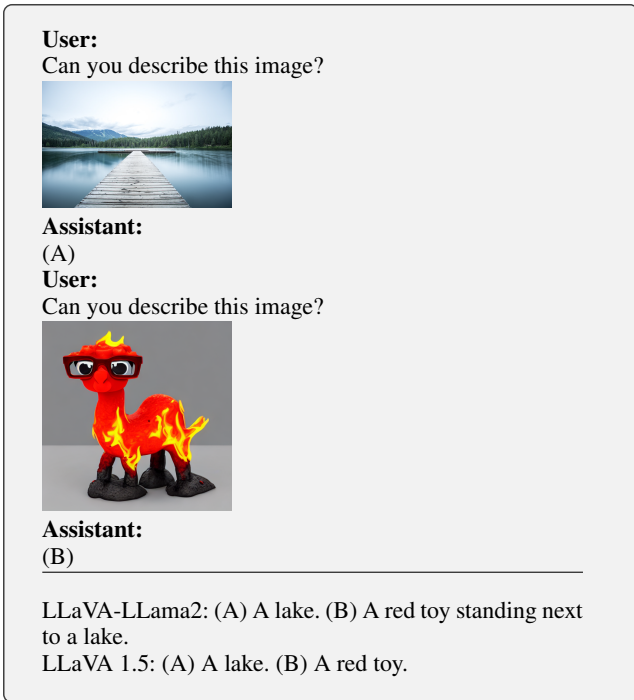 User:
Can you describe this image?
Assistant:
(A)
User:
Can you describe this image?
Assistant:
(B)
LLaVA-LLama2: (A) A lake. (B) A red toy standing next
to a lake.
LLaVA 1.5: (A) A lake. (B) A red toy.